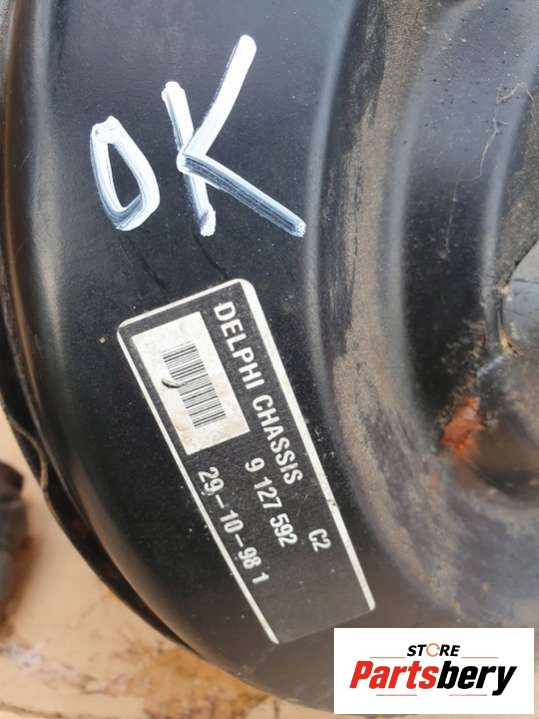 OK
DELPHI CHASSIS C2
9 127 592
29-10-98 1
STORE
Partsbery